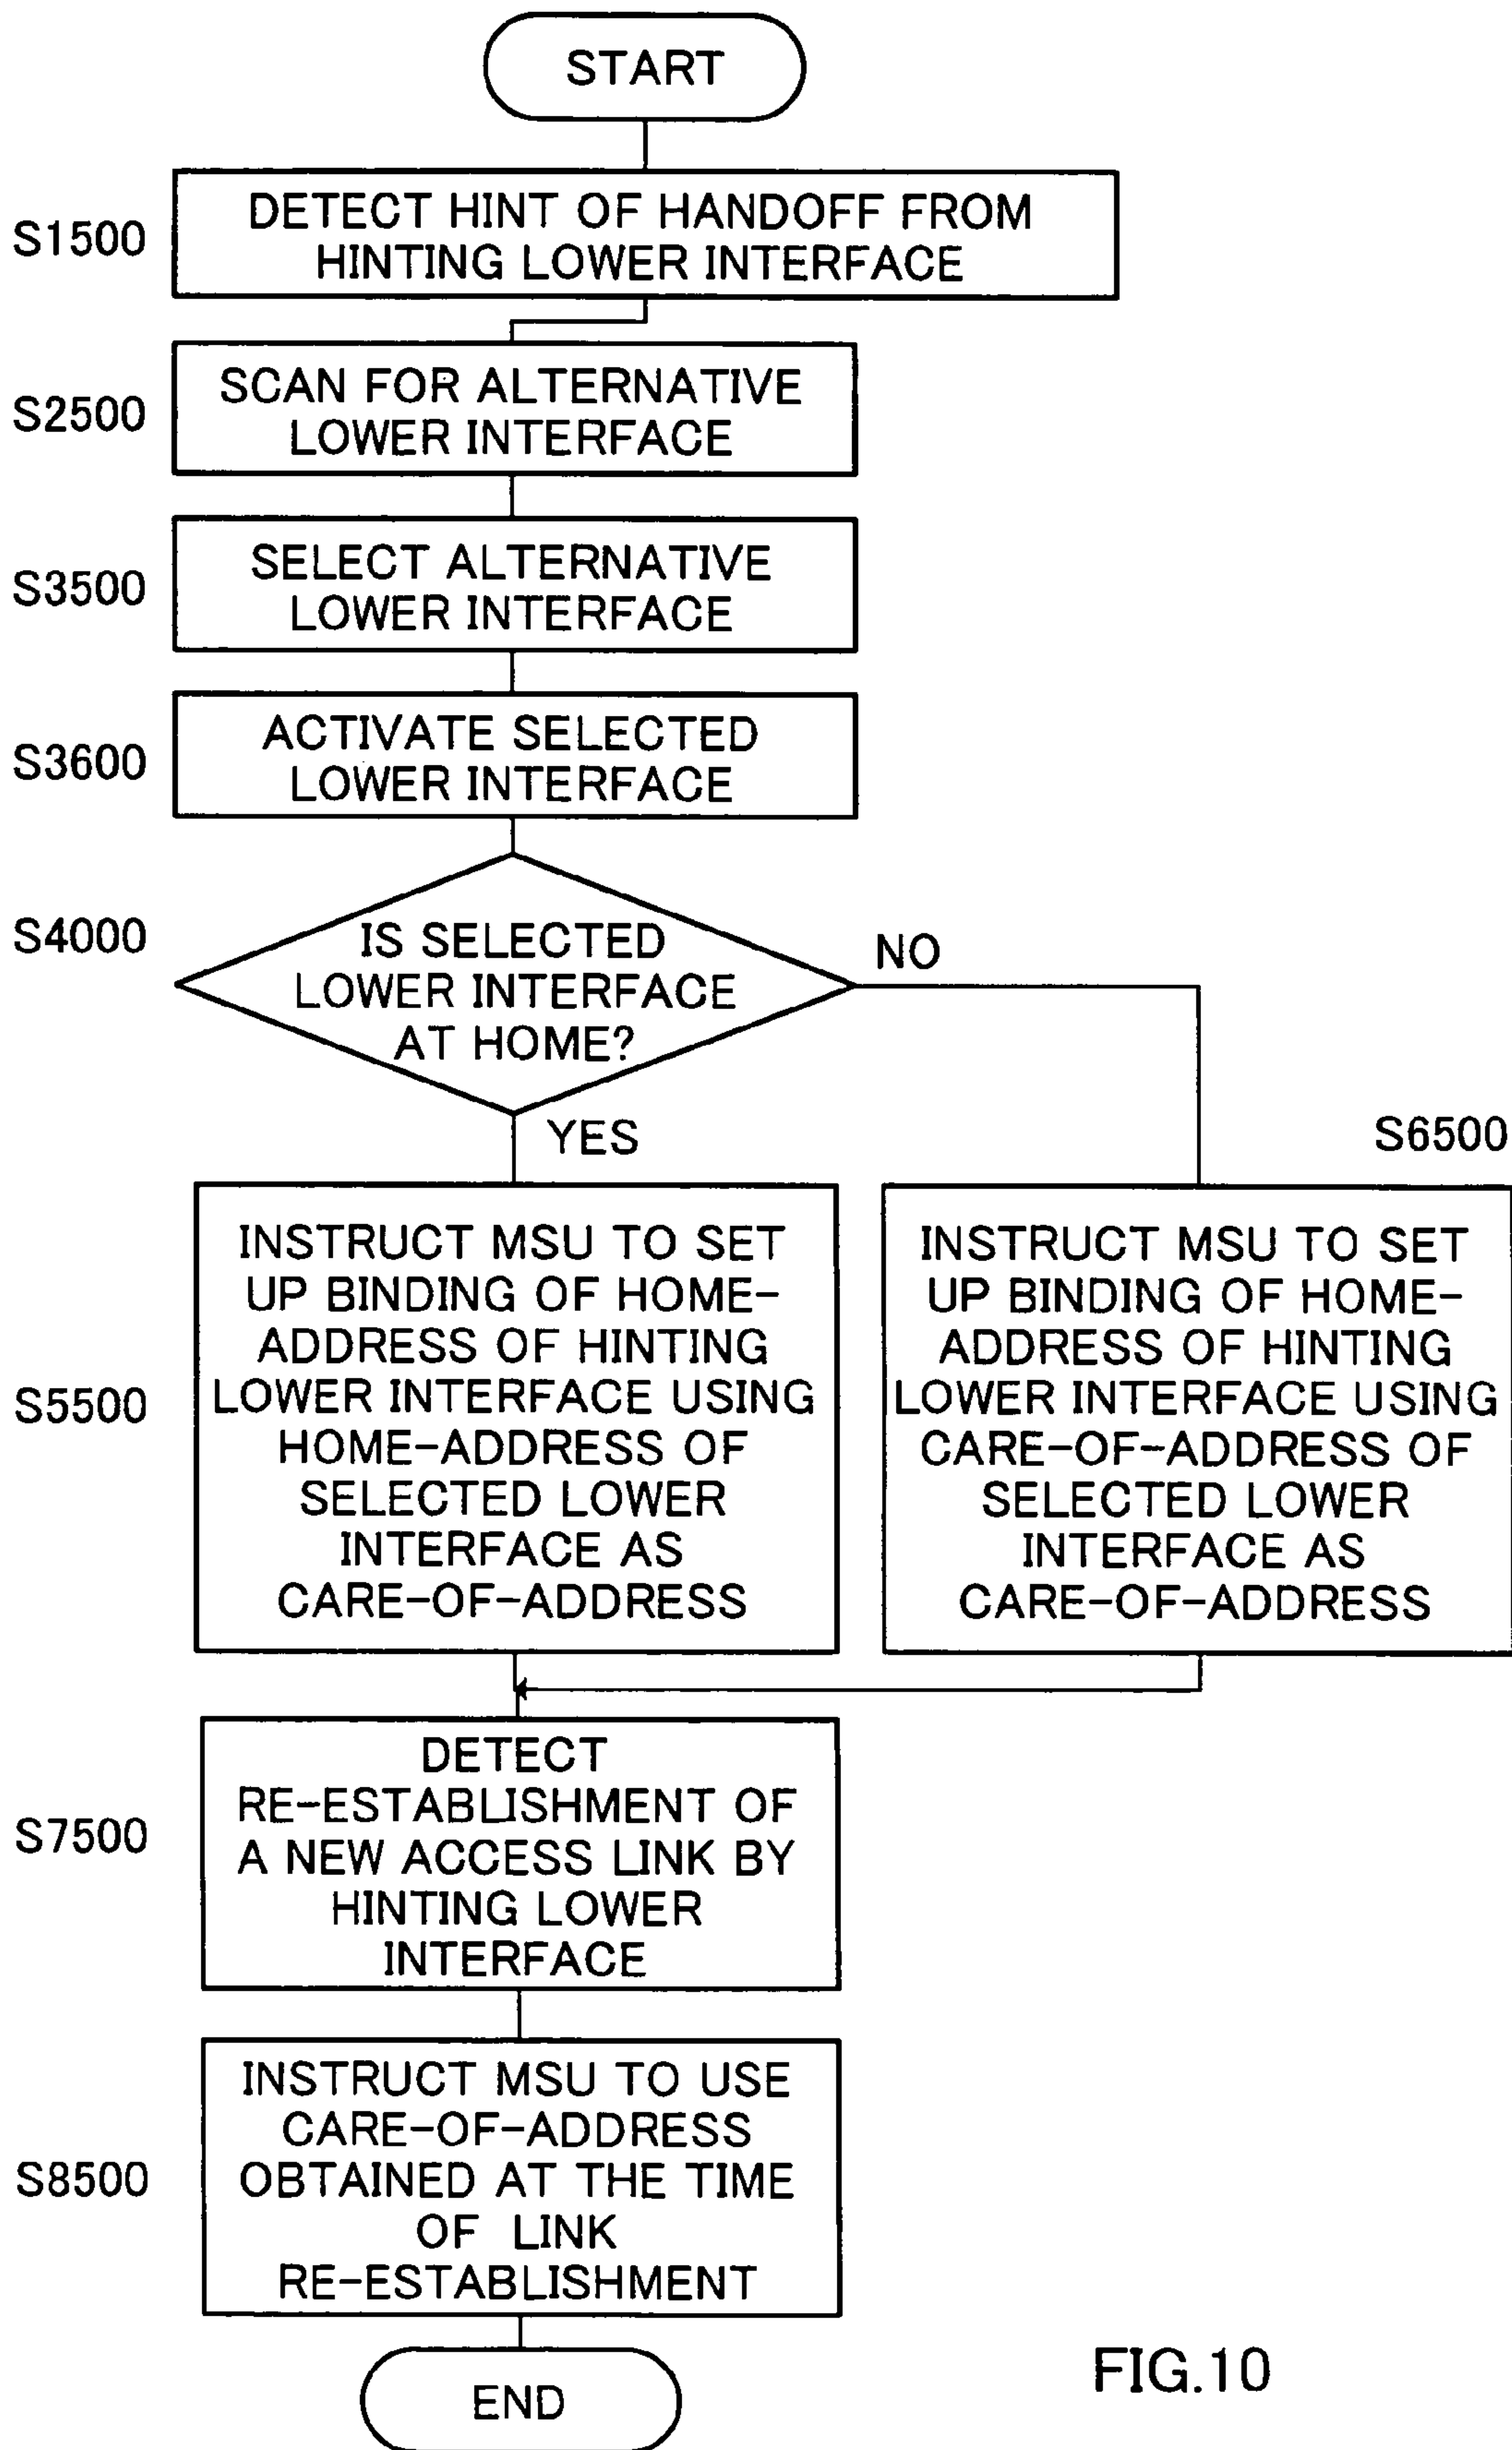 START
S1500
DETECT HINT OF HANDOFF FROM
HINTING LOWER INTERFACE
S2500
SCAN FOR ALTERNATIVE
LOWER INTERFACE
S3500
SELECT ALTERNATIVE
LOWER INTERFACE
S3600
ACTIVATE SELECTED
LOWER INTERFACE
S4000
IS SELECTED
LOWER INTERFACE
AT HOME?
NO
YES
S5500
INSTRUCT MSU TO SET
UP BINDING OF HOME-
ADDRESS OF HINTING
LOWER INTERFACE USING
HOME-ADDRESS OF
SELECTED LOWER
INTERFACE AS
CARE-OF-ADDRESS
S6500
INSTRUCT MSU TO SET
UP BINDING OF HOME-
ADDRESS OF HINTING
LOWER INTERFACE USING
CARE-OF-ADDRESS OF
SELECTED LOWER
INTERFACE AS
CARE-OF-ADDRESS
S7500
DETECT
RE-ESTABLISHMENT OF
A NEW ACCESS LINK BY
HINTING LOWER
INTERFACE
S8500
INSTRUCT MSU TO USE
CARE-OF-ADDRESS
OBTAINED AT THE TIME
OF LINK
RE-ESTABLISHMENT
END
FIG.10